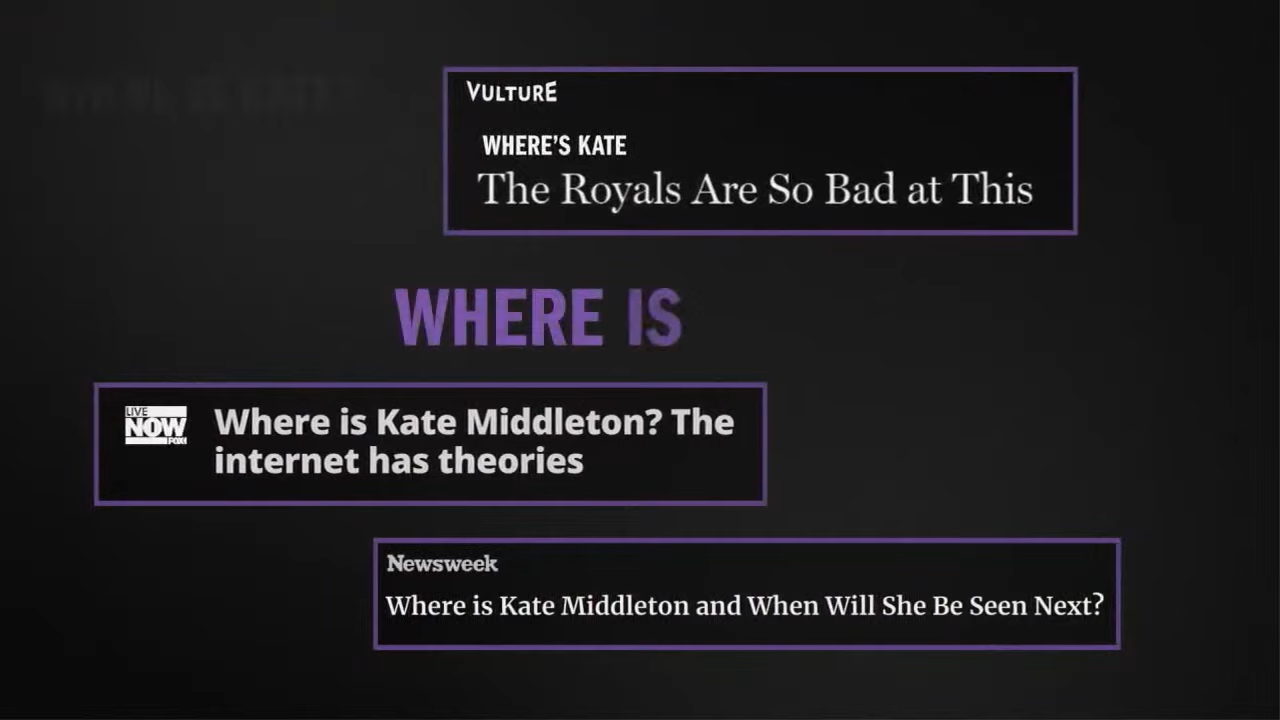 VULTURE
WHERE'S KATE
The Royals Are So Bad at This
WHERE IS
LIVE
NOW
FOX
Where is Kate Middleton? The
internet has theories
Newsweek
Where is Kate Middleton and When Will She Be Seen Next?